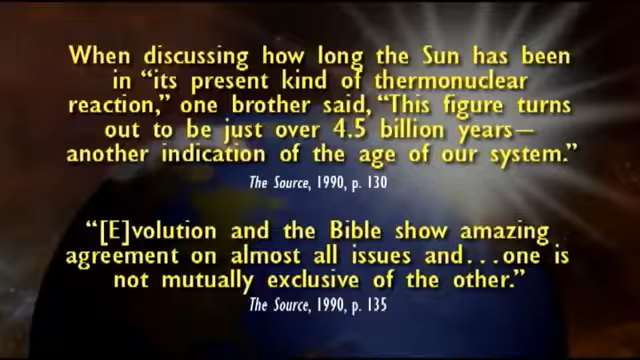 When discussing how long the Sun has been
in “its present kind of thermonuclear
reaction,” one brother said, “This figure turns
out to be just over 4.5 billion years—
another indication of the age of our system.”
The Source, 1990, p. 130
“[E]volution and the Bible show amazing
agreement on almost all issues and...one is
not mutually exclusive of the other.”
The Source, 1990, p. 135